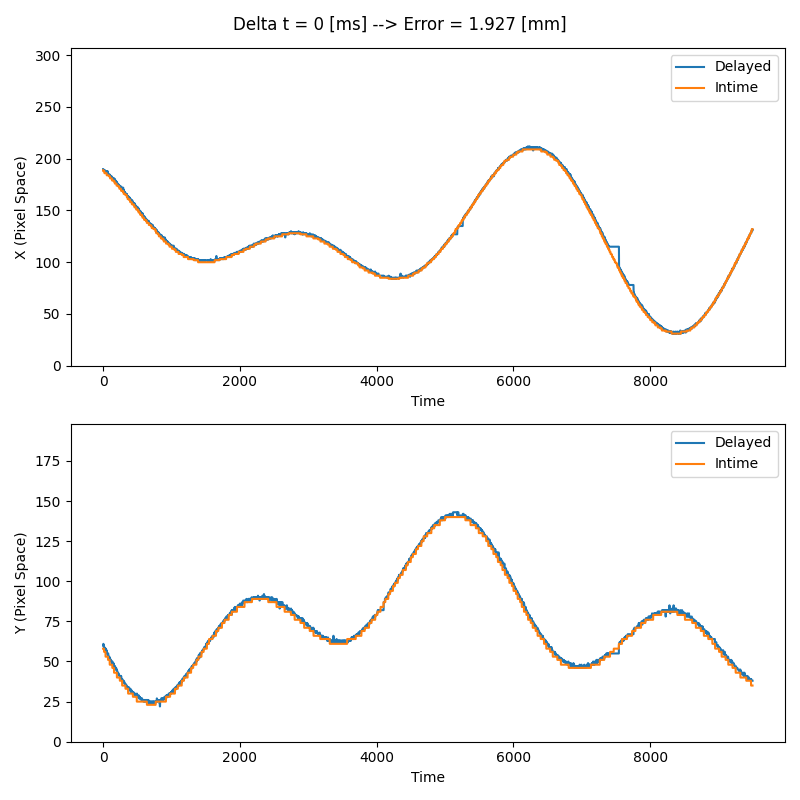 Delta t = 0 [ms] --> Error = 1.927 [mm]
300
250
200
150
100
50
0
X (Pixel Space)
Delayed
Intime
0 2000 4000 6000 8000
Time
175
150
125
100
75
50
25
0
Y (Pixel Space)
Delayed
Intime
0 2000 4000 6000 8000
Time